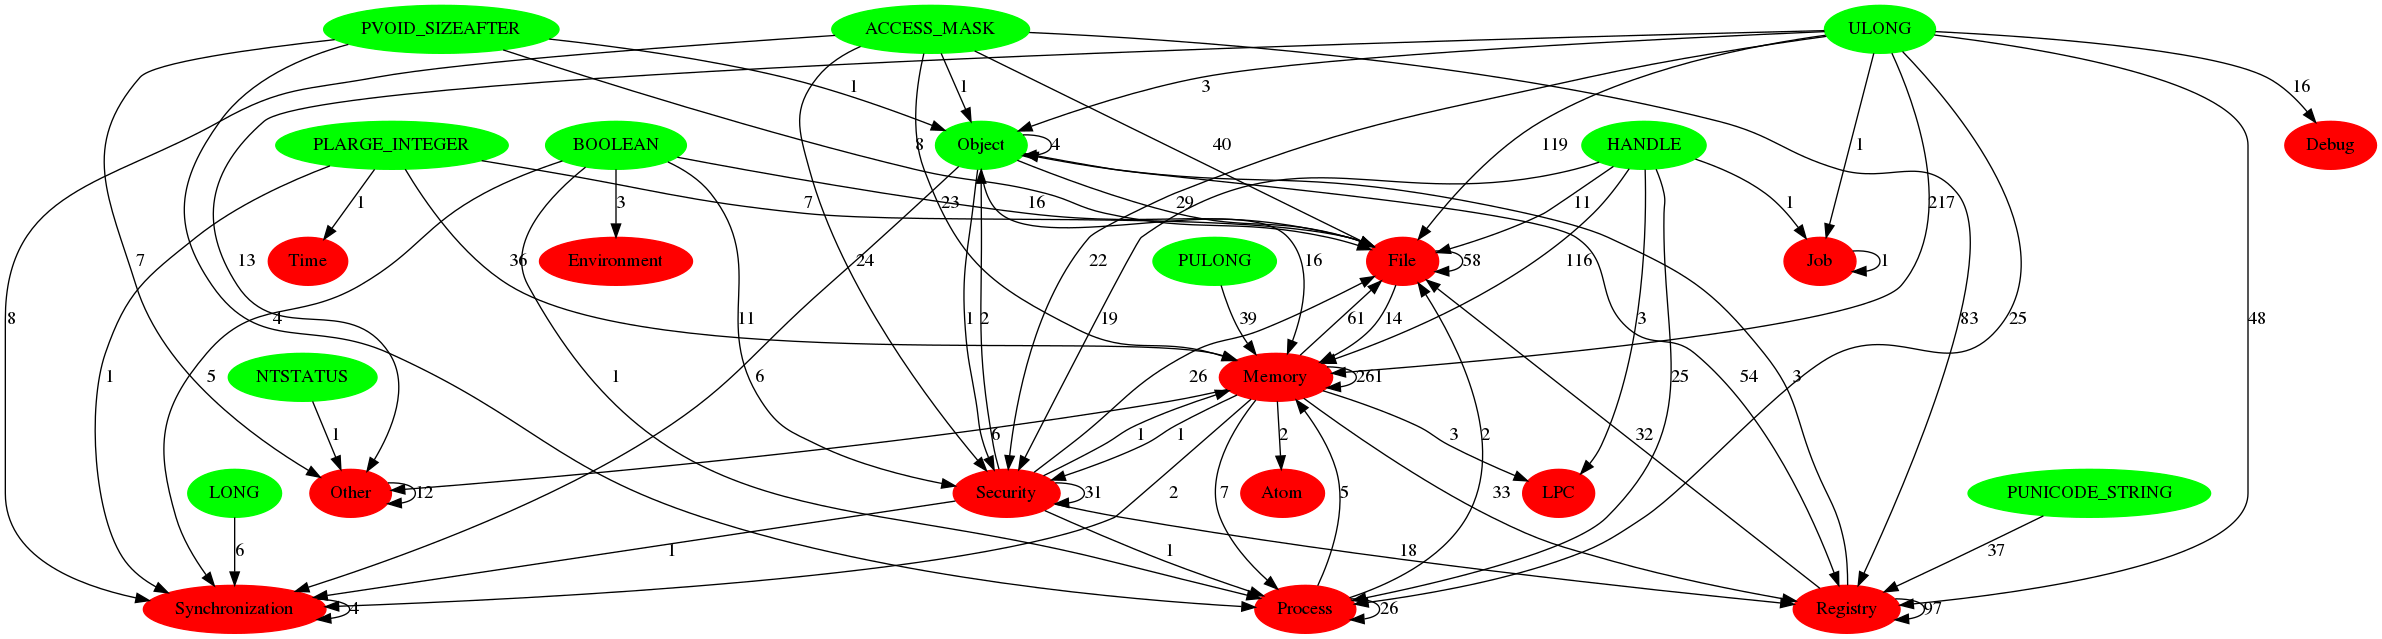 PVOID_SIZEAFTER
ACCESS_MASK
ULONG
1
1
3
16
PLARGE_INTEGER
BOOLEAN
Object
4
8
40
119
HANDLE
1
Debug
1
3
7
23
16
29
11
1
217
Time
Environment
PULONG
File
58
Job
1
7
13
36
24
22
16
116
8
4
11
1
2
19
39
61
14
3
83
25
48
1
NTSTATUS
5
1
6
26
Memory
261
54
3
1
6
1
1
2
3
2
32
LONG
Other
12
Security
31
Atom
LPC
PUNICODE_STRING
2
7
5
33
25
6
1
1
18
37
Synchronization
4
Process
26
Registry
97